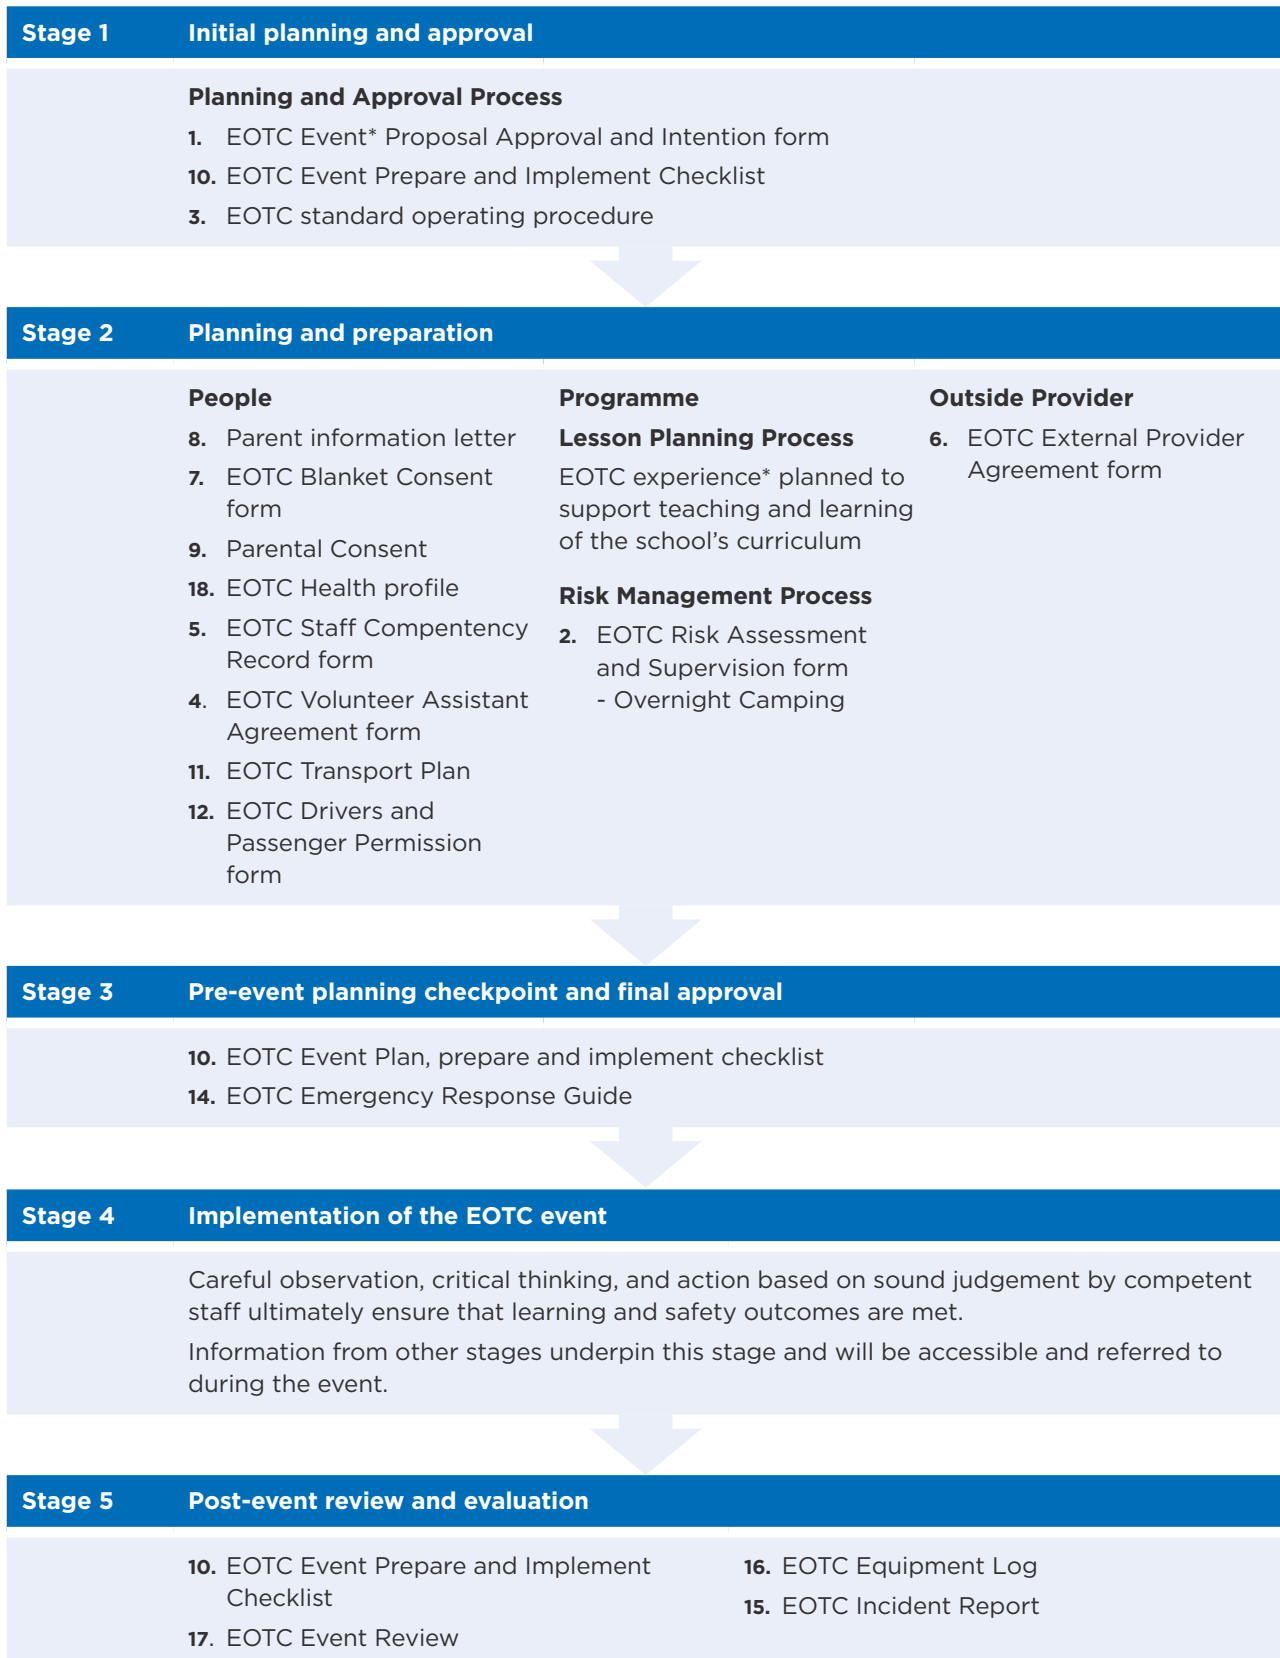 Stage 1 Initial planning and approval
Planning and Approval Process
1. EOTC Event* Proposal Approval and Intention form
10. EOTC Event Prepare and Implement Checklist
3. EOTC standard operating procedure
Stage 2 Planning and preparation
People
8. Parent information letter
7. EOTC Blanket Consent
form
9. Parental Consent
18. EOTC Health profile
5. EOTC Staff Compentency
Record form
4. EOTC Volunteer Assistant
Agreement form
11. EOTC Transport Plan
12. EOTC Drivers and
Passenger Permission
form
Programme
Lesson Planning Process
EOTC experience* planned to
support teaching and learning
of the school’s curriculum
Risk Management Process
2. EOTC Risk Assessment
and Supervision form
- Overnight Camping
Outside Provider
6. EOTC External Provider
Agreement form
Stage 3 Pre-event planning checkpoint and final approval
10. EOTC Event Plan, prepare and implement checklist
14. EOTC Emergency Response Guide
Stage 4 Implementation of the EOTC event
Careful observation, critical thinking, and action based on sound judgement by competent
staff ultimately ensure that learning and safety outcomes are met.
Information from other stages underpin this stage and will be accessible and referred to
during the event.
Stage 5 Post-event review and evaluation
10. EOTC Event Prepare and Implement
Checklist
17. EOTC Event Review
16. EOTC Equipment Log
15. EOTC Incident Report